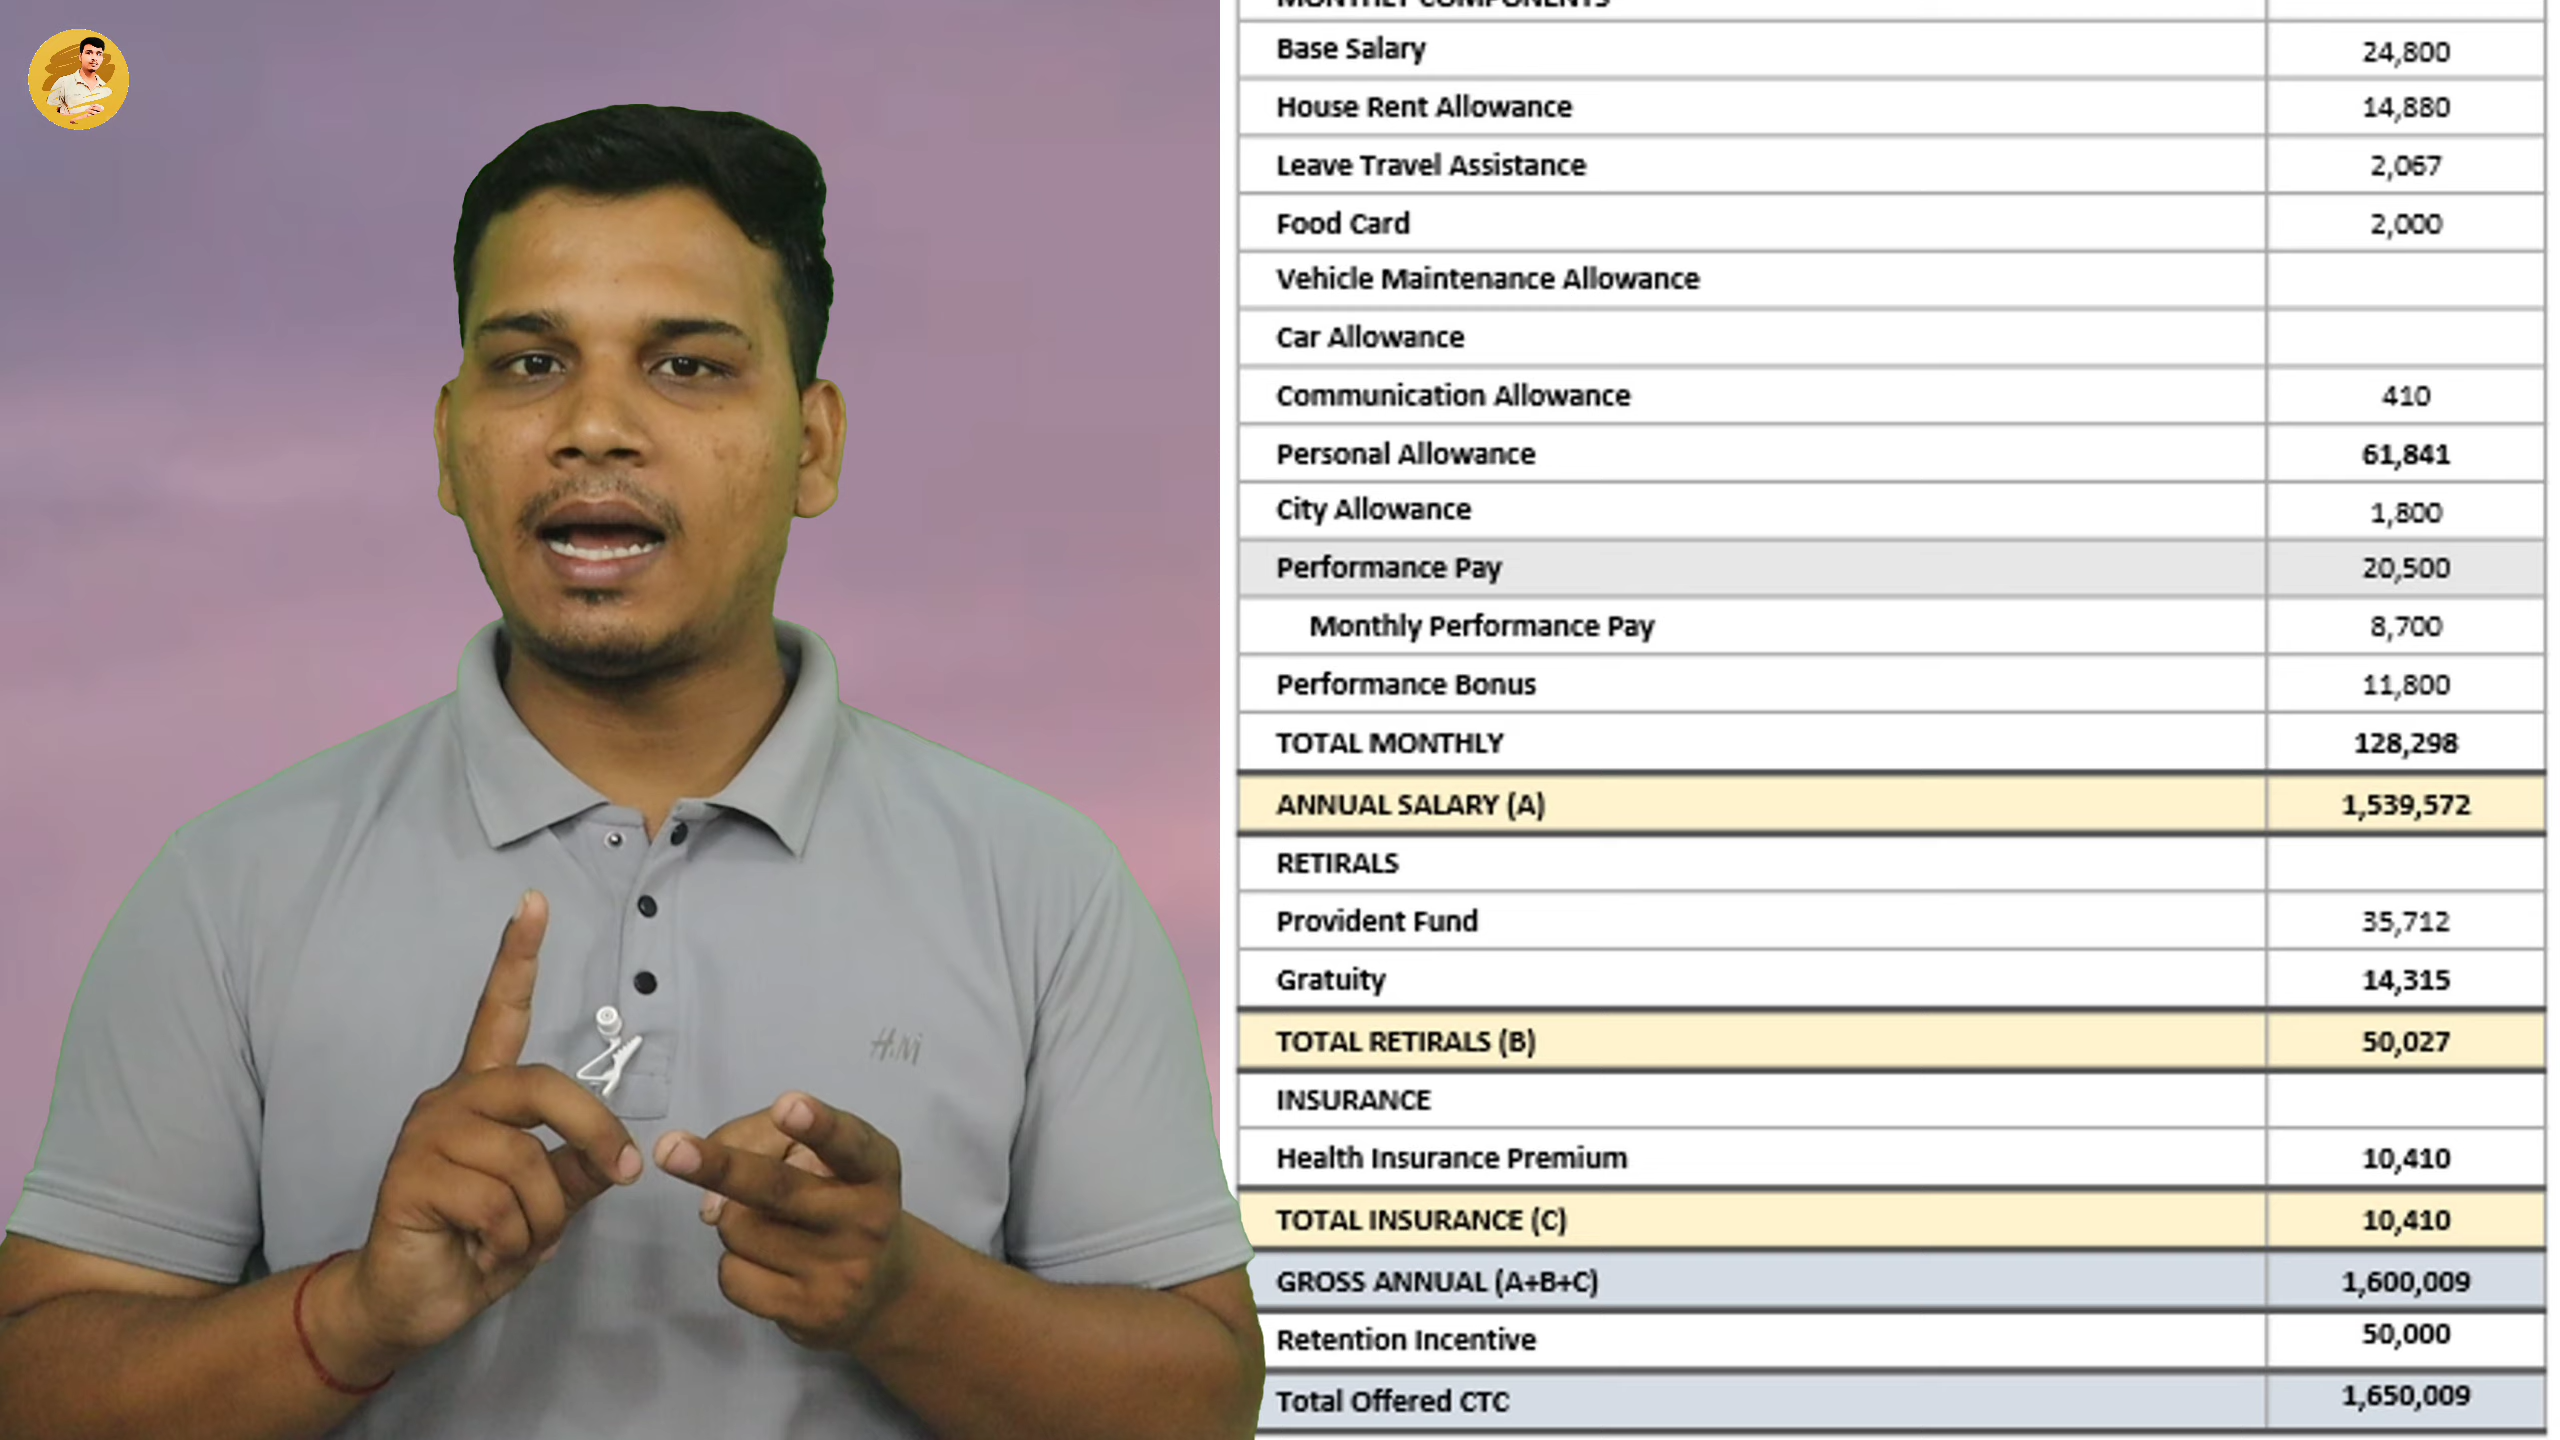 MONTHLY COMPONENTS
Base Salary 24,800
House Rent Allowance 14,880
Leave Travel Assistance 2,067
Food Card 2,000
Vehicle Maintenance Allowance
Car Allowance
Communication Allowance 410
Personal Allowance 61,841
City Allowance 1,800
Performance Pay 20,500
Monthly Performance Pay 8,700
Performance Bonus 11,800
TOTAL MONTHLY 128,298
ANNUAL SALARY (A) 1,539,572
RETIRALS
Provident Fund 35,712
Gratuity 14,315
TOTAL RETIRALS (B) 50,027
INSURANCE
Health Insurance Premium 10,410
TOTAL INSURANCE (C) 10,410
GROSS ANNUAL (A+B+C) 1,600,009
Retention Incentive 50,000
Total Offered CTC 1,650,009
H&M